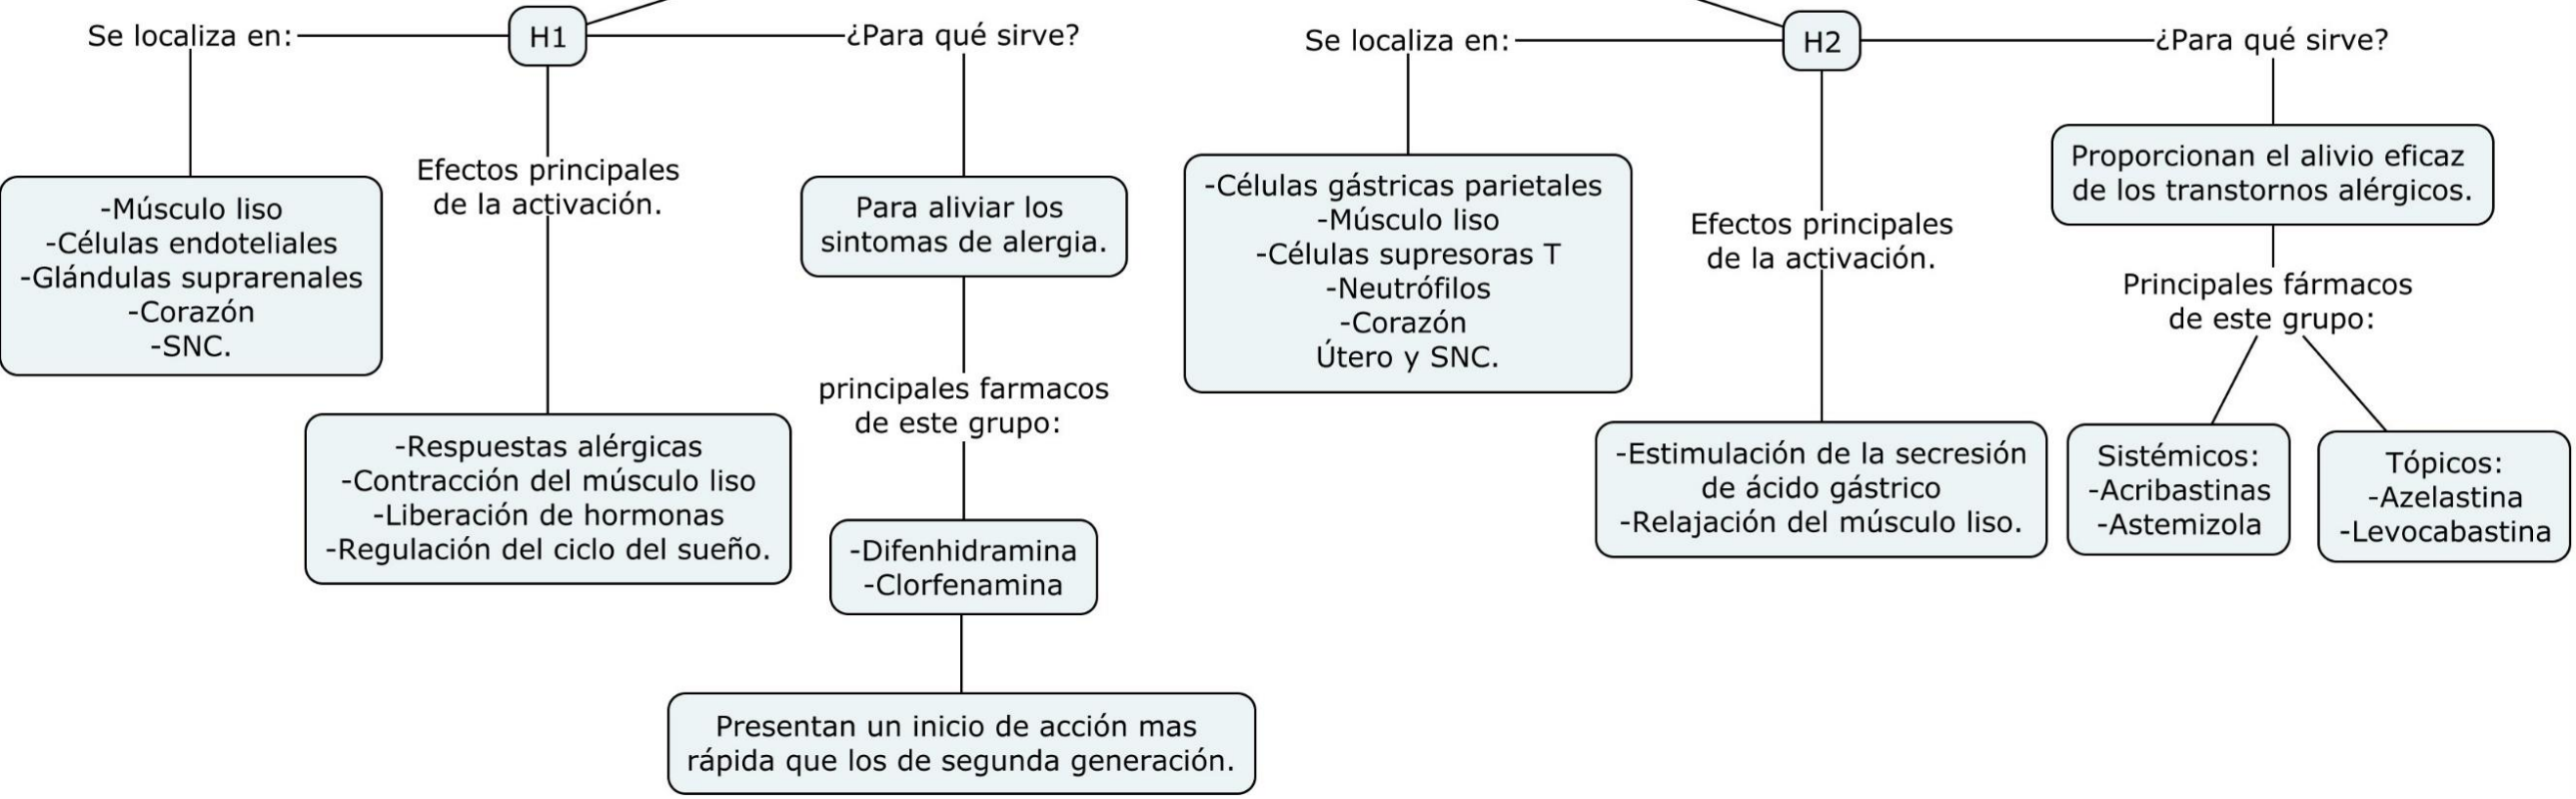 Se localiza en:
H1
¿Para qué sirve?
-Músculo liso
-Células endoteliales
-Glándulas suprarenales
-Corazón
-SNC.
Efectos principales
de la activación.
-Respuestas alérgicas
-Contracción del músculo liso
-Liberación de hormonas
-Regulación del ciclo del sueño.
Para aliviar los
sintomas de alergia.
principales farmacos
de este grupo:
-Difenhidramina
-Clorfenamina
Presentan un inicio de acción mas
rápida que los de segunda generación.
Se localiza en:
H2
¿Para qué sirve?
-Células gástricas parietales
-Músculo liso
-Células supresoras T
-Neutrófilos
-Corazón
Útero y SNC.
Efectos principales
de la activación.
-Estimulación de la secresión
de ácido gástrico
-Relajación del músculo liso.
Proporcionan el alivio eficaz
de los transtornos alérgicos.
Principales fármacos
de este grupo:
Sistémicos:
-Acribastinas
-Astemizola
Tópicos:
-Azelastina
-Levocabastina